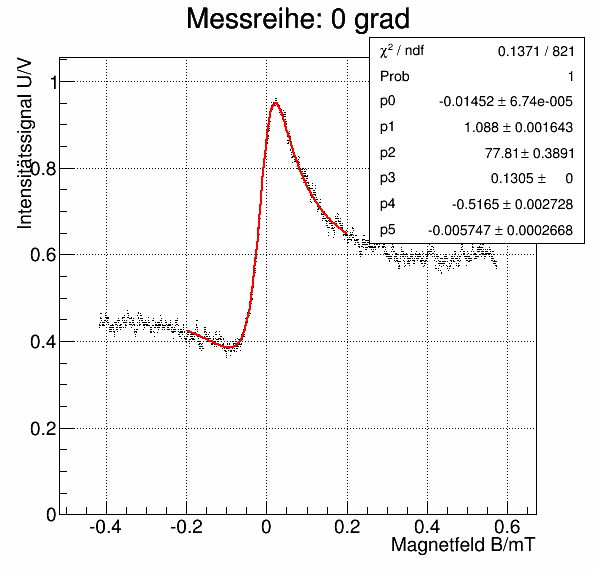 Messreihe: 0 grad
χ² / ndf 0.1371 / 821
Prob 1
p0 -0.01452 ± 6.74e-005
p1 1.088 ± 0.001643
p2 77.81 ± 0.3891
p3 0.1305 ± 0
p4 -0.5165 ± 0.002728
p5 -0.005747 ± 0.0002668
Intensitätssignal U/V
1
0.8
0.6
0.4
0.2
0
-0.4 -0.2 0 0.2 0.4 0.6
Magnetfeld B/mT